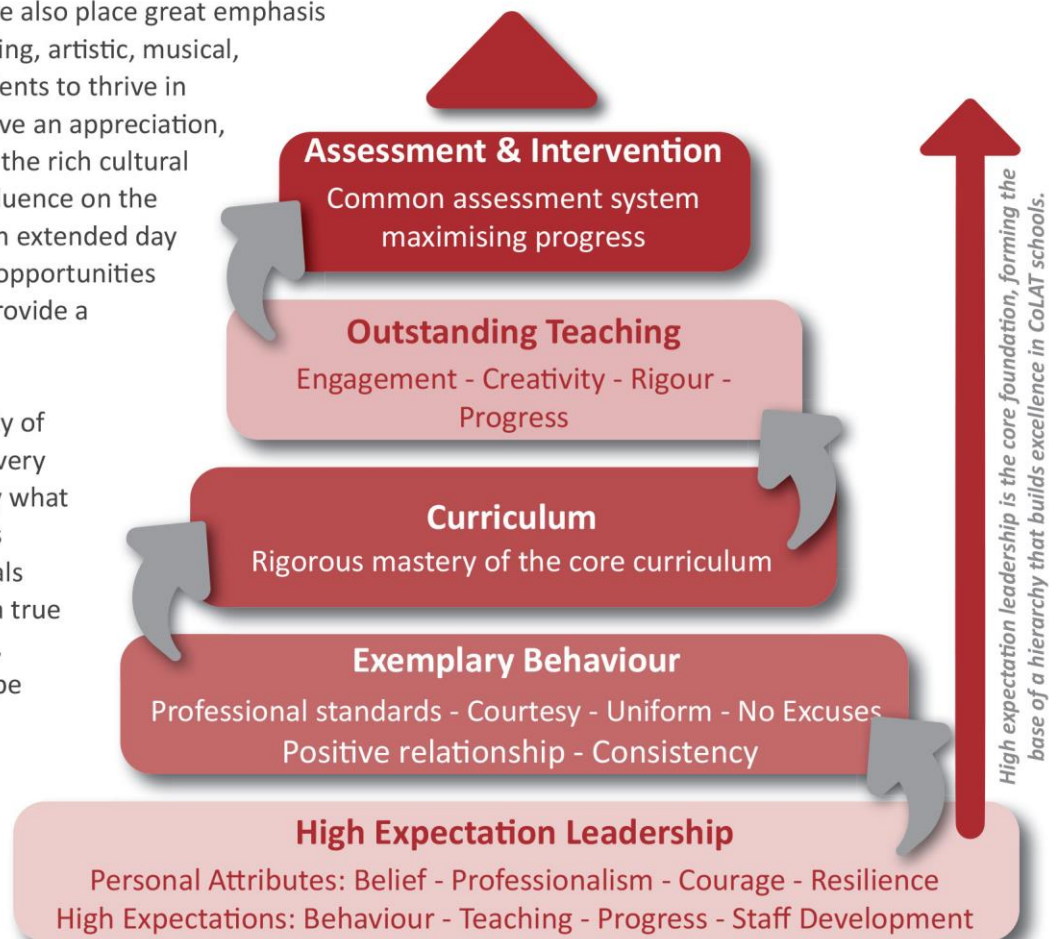 e also place great emphasis
ing, artistic, musical,
ents to thrive in
ve an appreciation,
the rich cultural
luence on the
n extended day
opportunities
rovide a
y of
very
what
als
a true
be
Assessment & Intervention
Common assessment system
maximising progress
Outstanding Teaching
Engagement - Creativity - Rigour -
Progress
Curriculum
Rigorous mastery of the core curriculum
Exemplary Behaviour
Professional standards - Courtesy - Uniform - No Excuses
Positive relationship - Consistency
High Expectation Leadership
Personal Attributes: Belief - Professionalism - Courage - Resilience
High Expectations: Behaviour - Teaching - Progress - Staff Development
High expectation leadership is the core foundation, forming the
base of a hierarchy that builds excellence in CoLAT schools.